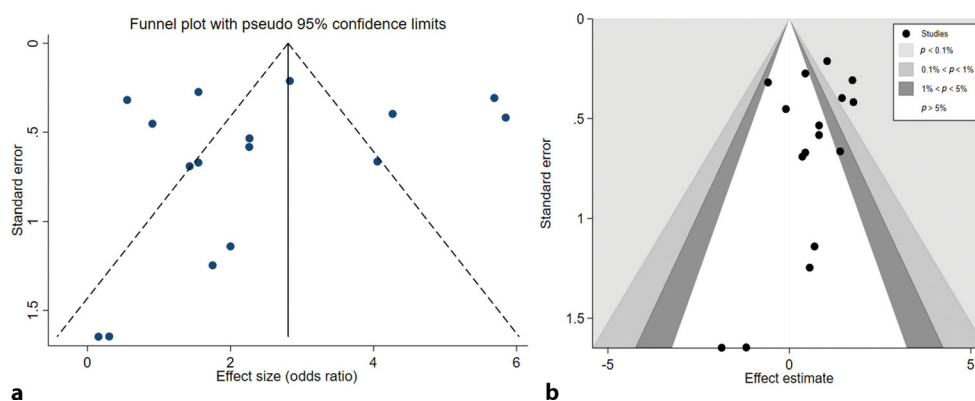 Funnel plot with pseudo 95% confidence limits
0
.5
1
1.5
Standard error
0
2
4
6
Effect size (odds ratio)
a
0
.5
1
1.5
Standard error
Studies
p < 0.1%
0.1% < p < 1%
1% < p < 5%
p > 5%
-5
0
5
Effect estimate
b